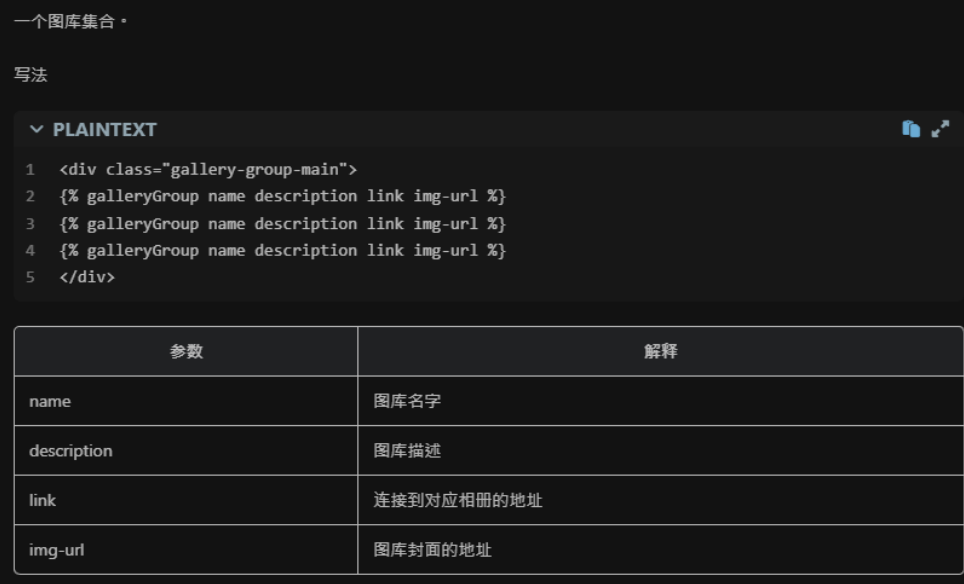 一个图库集合。
写法
PLAINTEXT
1 <div class="gallery-group-main">
2 {% galleryGroup name description link img-url %}
3 {% galleryGroup name description link img-url %}
4 {% galleryGroup name description link img-url %}
5 </div>
参数 解释
name 图库名字
description 图库描述
link 连接到对应相册的地址
img-url 图库封面的地址